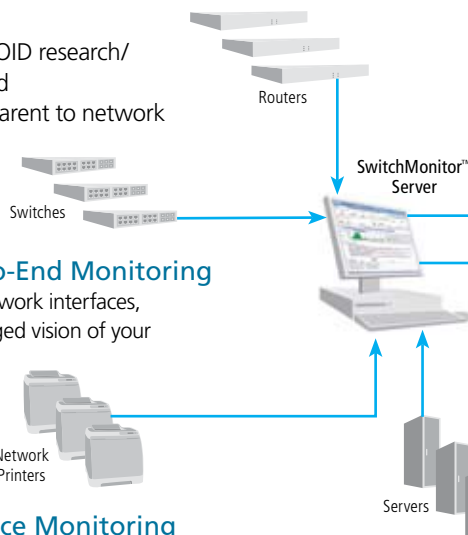 OID research/
d
arent to network
Routers
SwitchMonitor™
Server
Switches
o-End Monitoring
work interfaces,
ged vision of your
Network
Printers
Servers
ce Monitoring